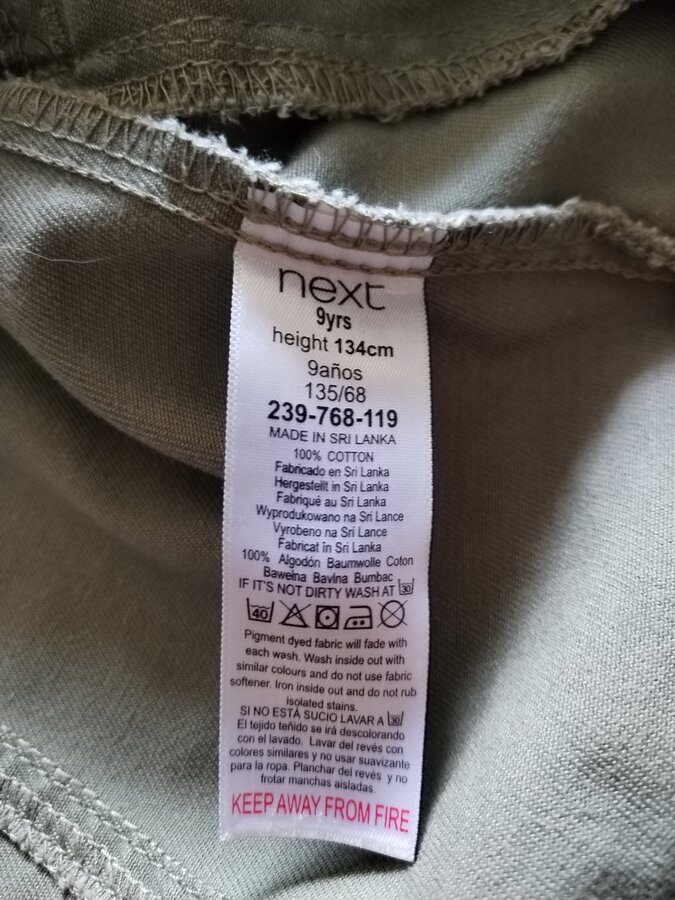 next
9yrs
height 134cm
9años
135/68
239-768-119
MADE IN SRI LANKA
100% COTTON
Fabricado en Sri Lanka
Hergestellt in Sri Lanka
Fabriqué au Sri Lanka
Wyprodukowano na Sri Lance
Vyrobeno na Sri Lance
Fabricat în Sri Lanka
100% Algodón Baumwolle Coton
Bawełna Bavlna Bumbac
IF IT'S NOT DIRTY WASH AT 30
40
Pigment dyed fabric will fade with
each wash. Wash inside out with
similar colours and do not use fabric
softener. Iron inside out and do not rub
isolated stains.
SI NO ESTÁ SUCIO LAVAR A 30
El tejido teñido se irá descolorando
con el lavado. Lavar del revés con
colores similares y no usar suavizante
para la ropa. Planchar del revés y no
frotar manchas aisladas.
KEEP AWAY FROM FIRE